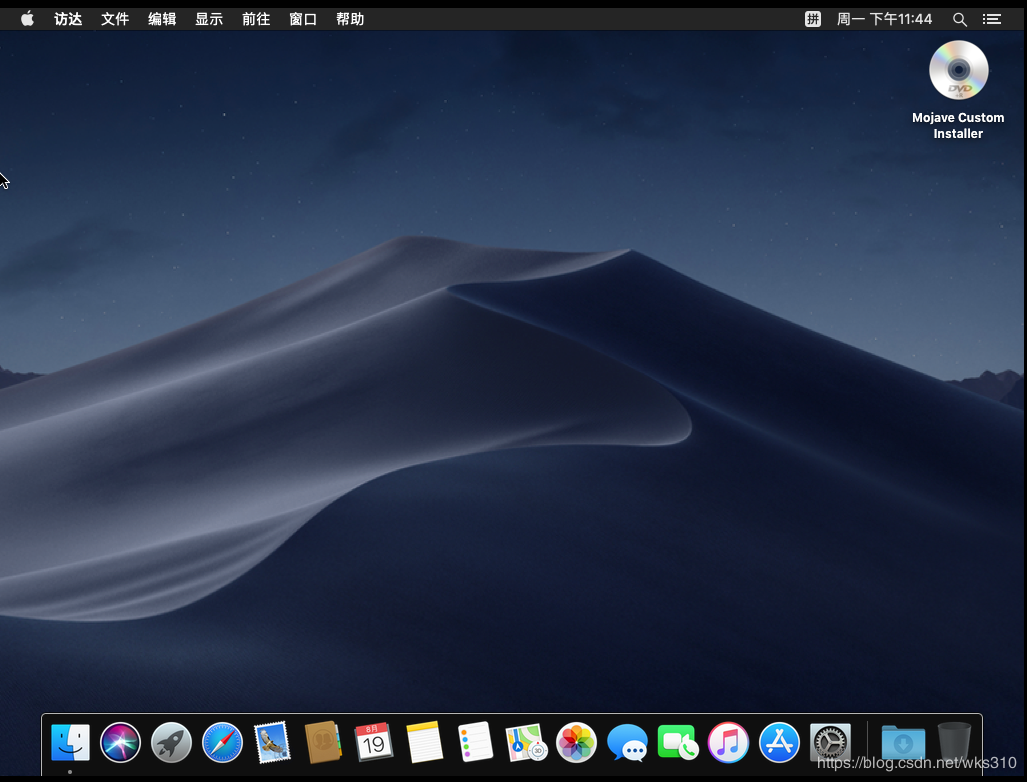 访达 文件 编辑 显示 前往 窗口 帮助 拼 周一 下午11:44
DVD
Mojave Custom
Installer
8月
19
30
https://blog.csdn.net/wks310